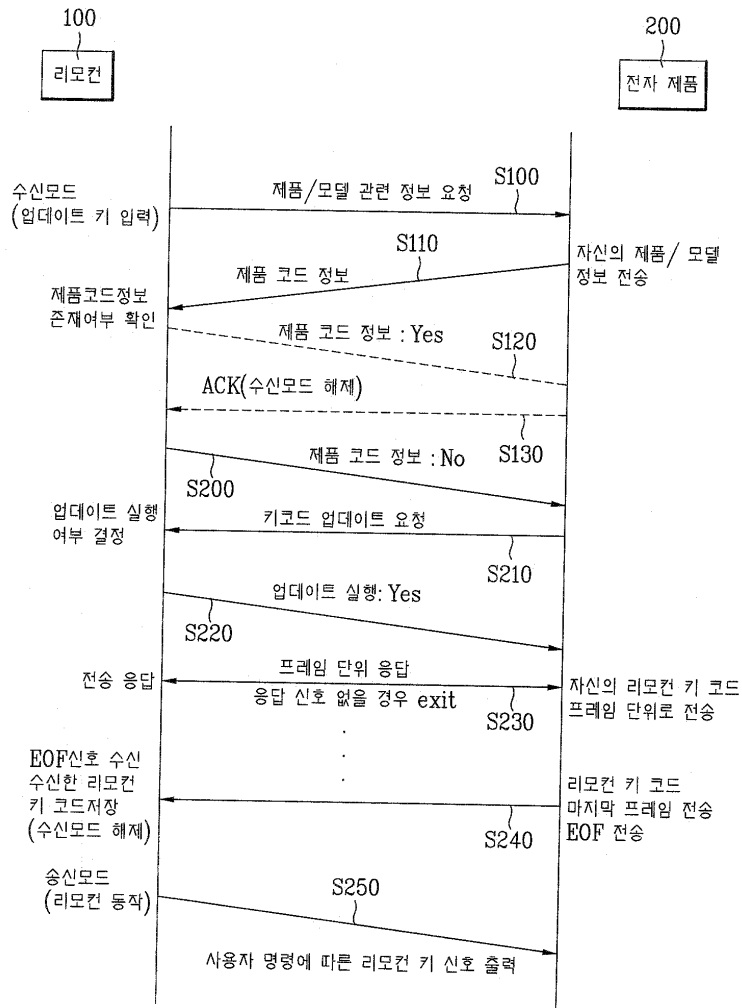 100
리모컨
200
전자 제품
수신모드
(업데이트 키 입력)
제품/모델 관련 정보 요청
S100
S110
제품 코드 정보
자신의 제품/ 모델
정보 전송
제품코드정보
존재여부 확인
제품 코드 정보 : Yes
S120
ACK(수신모드 해제)
S130
제품 코드 정보 : No
S200
업데이트 실행
여부 결정
키코드 업데이트 요청
S210
업데이트 실행: Yes
S220
전송 응답
프레임 단위 응답
응답 신호 없을 경우 exit
S230
자신의 리모컨 키 코드
프레임 단위로 전송
EOF신호 수신
수신한 리모컨
키 코드저장
(수신모드 해제)
리모컨 키 코드
마지막 프레임 전송
EOF 전송
S240
송신모드
(리모컨 동작)
S250
사용자 명령에 따른 리모컨 키 신호 출력